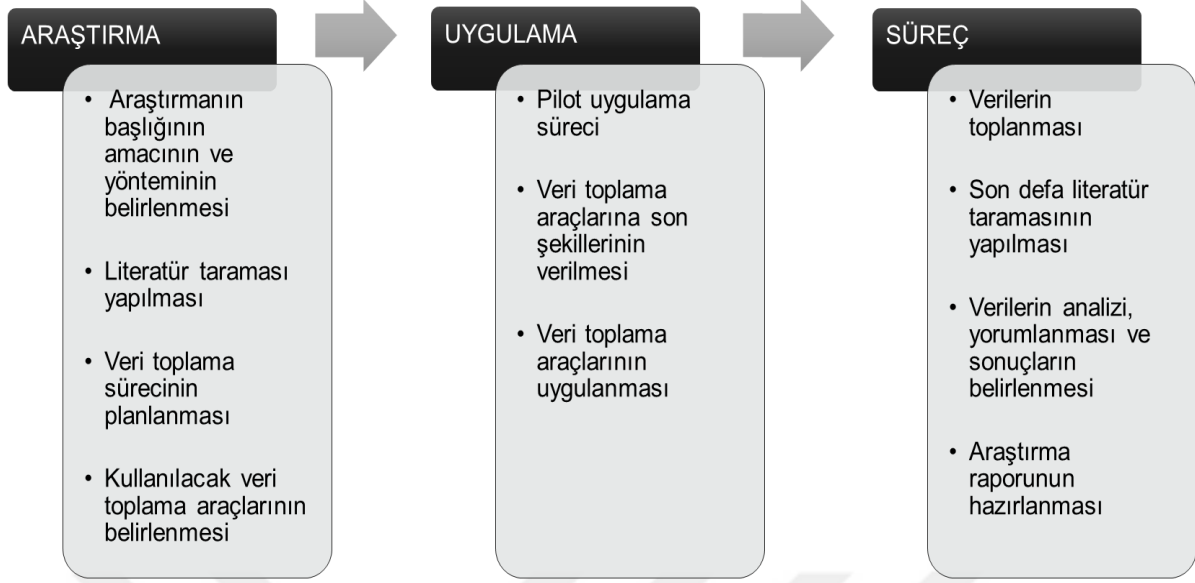 ARAŞTIRMA
• Araştırmanın
başlığının
amacının ve
yönteminin
belirlenmesi
• Literatür taraması
yapılması
• Veri toplama
sürecinin
planlanması
• Kullanılacak veri
toplama araçlarının
belirlenmesi
UYGULAMA
• Pilot uygulama
süreci
• Veri toplama
araçlarına son
şekillerinin
verilmesi
• Veri toplama
araçlarının
uygulanması
SÜREÇ
• Verilerin
toplanması
• Son defa literatür
taramasının
yapılması
• Verilerin analizi,
yorumlanması ve
sonuçların
belirlenmesi
• Araştırma
raporunun
hazırlanması